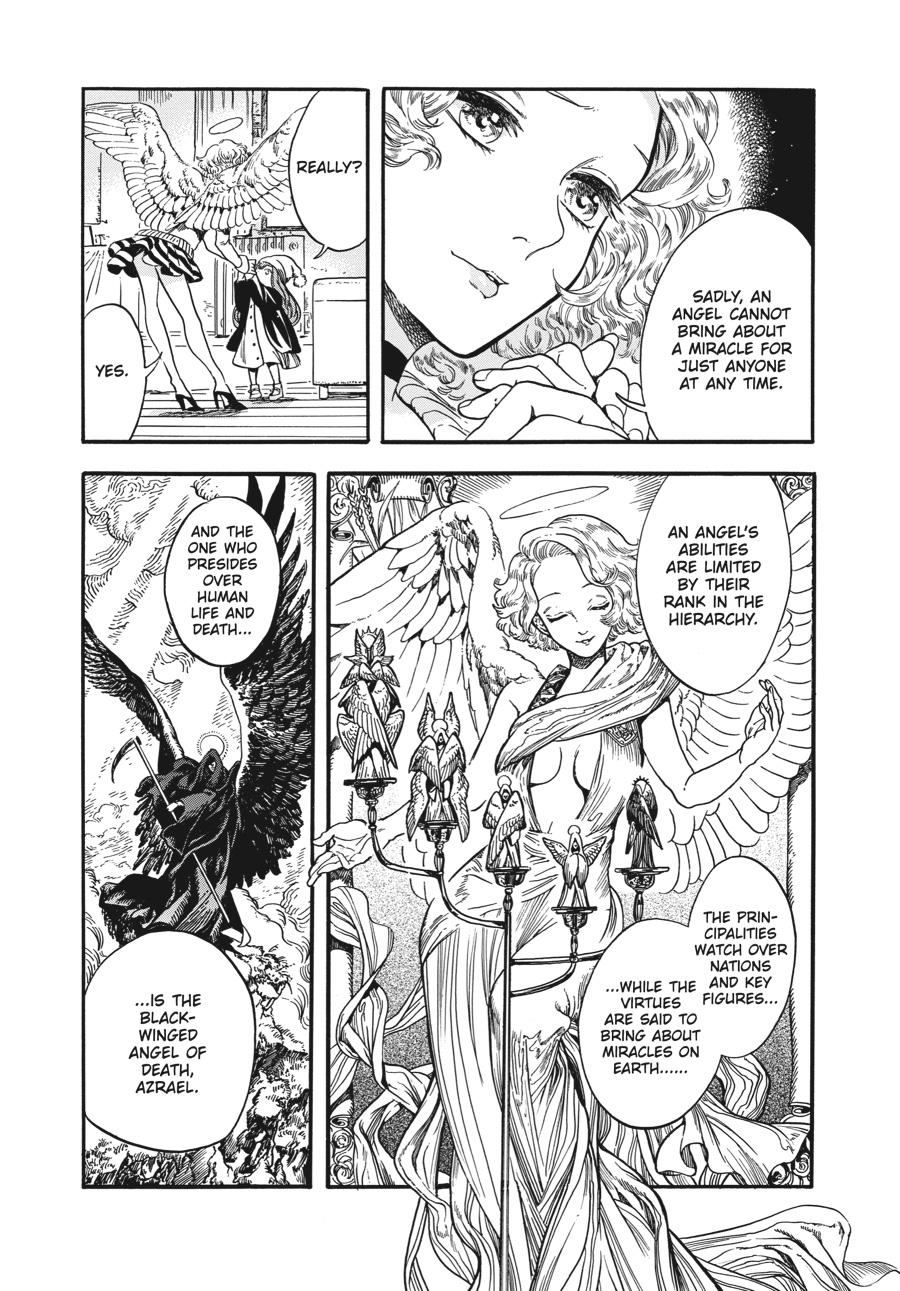 SADLY, AN
ANGEL CANNOT
BRING ABOUT
A MIRACLE FOR
JUST ANYONE
AT ANY TIME.
REALLY?
YES.
AN ANGEL'S
ABILITIES
ARE LIMITED
BY THEIR
RANK IN THE
HIERARCHY.
THE PRIN-
CIPALITIES
WATCH OVER
NATIONS
AND KEY
FIGURES...
...WHILE THE
VIRTUES
ARE SAID TO
BRING ABOUT
MIRACLES ON
EARTH......
AND THE
ONE WHO
PRESIDES
OVER
HUMAN
LIFE AND
DEATH...
...IS THE
BLACK-
WINGED
ANGEL OF
DEATH,
AZRAEL.